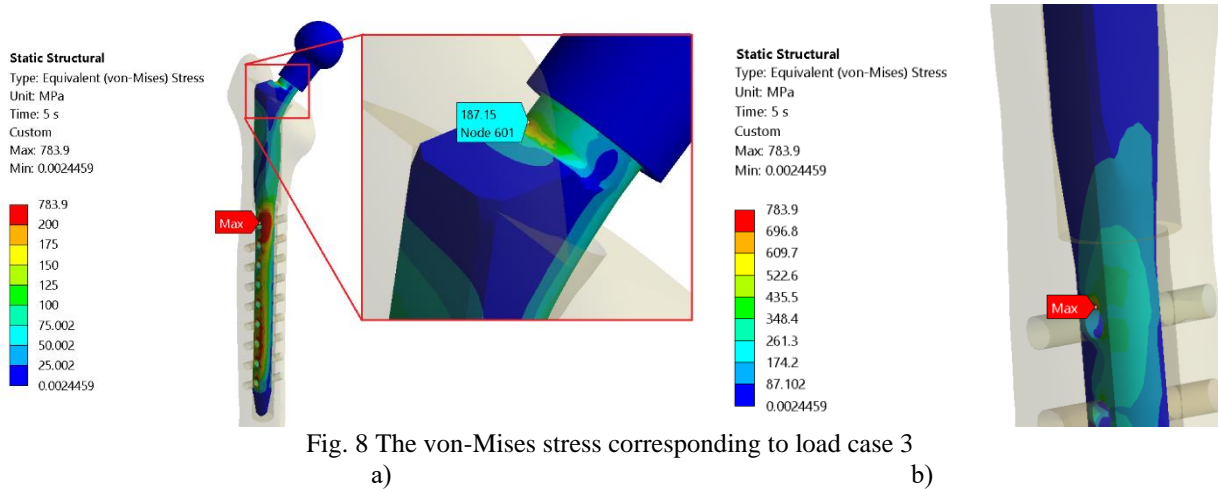 Static Structural
Type: Equivalent (von-Mises) Stress
Unit: MPa
Time: 5 s
Custom
Max: 783.9
Min: 0.0024459
783.9
200
175
150
125
100
75.002
50.002
25.002
0.0024459
Max
187.15
Node 601
Static Structural
Type: Equivalent (von-Mises) Stress
Unit: MPa
Time: 5 s
Custom
Max: 783.9
Min: 0.0024459
783.9
696.8
609.7
522.6
435.5
348.4
261.3
174.2
87.102
0.0024459
Max
Fig. 8 The von-Mises stress corresponding to load case 3
a)
b)